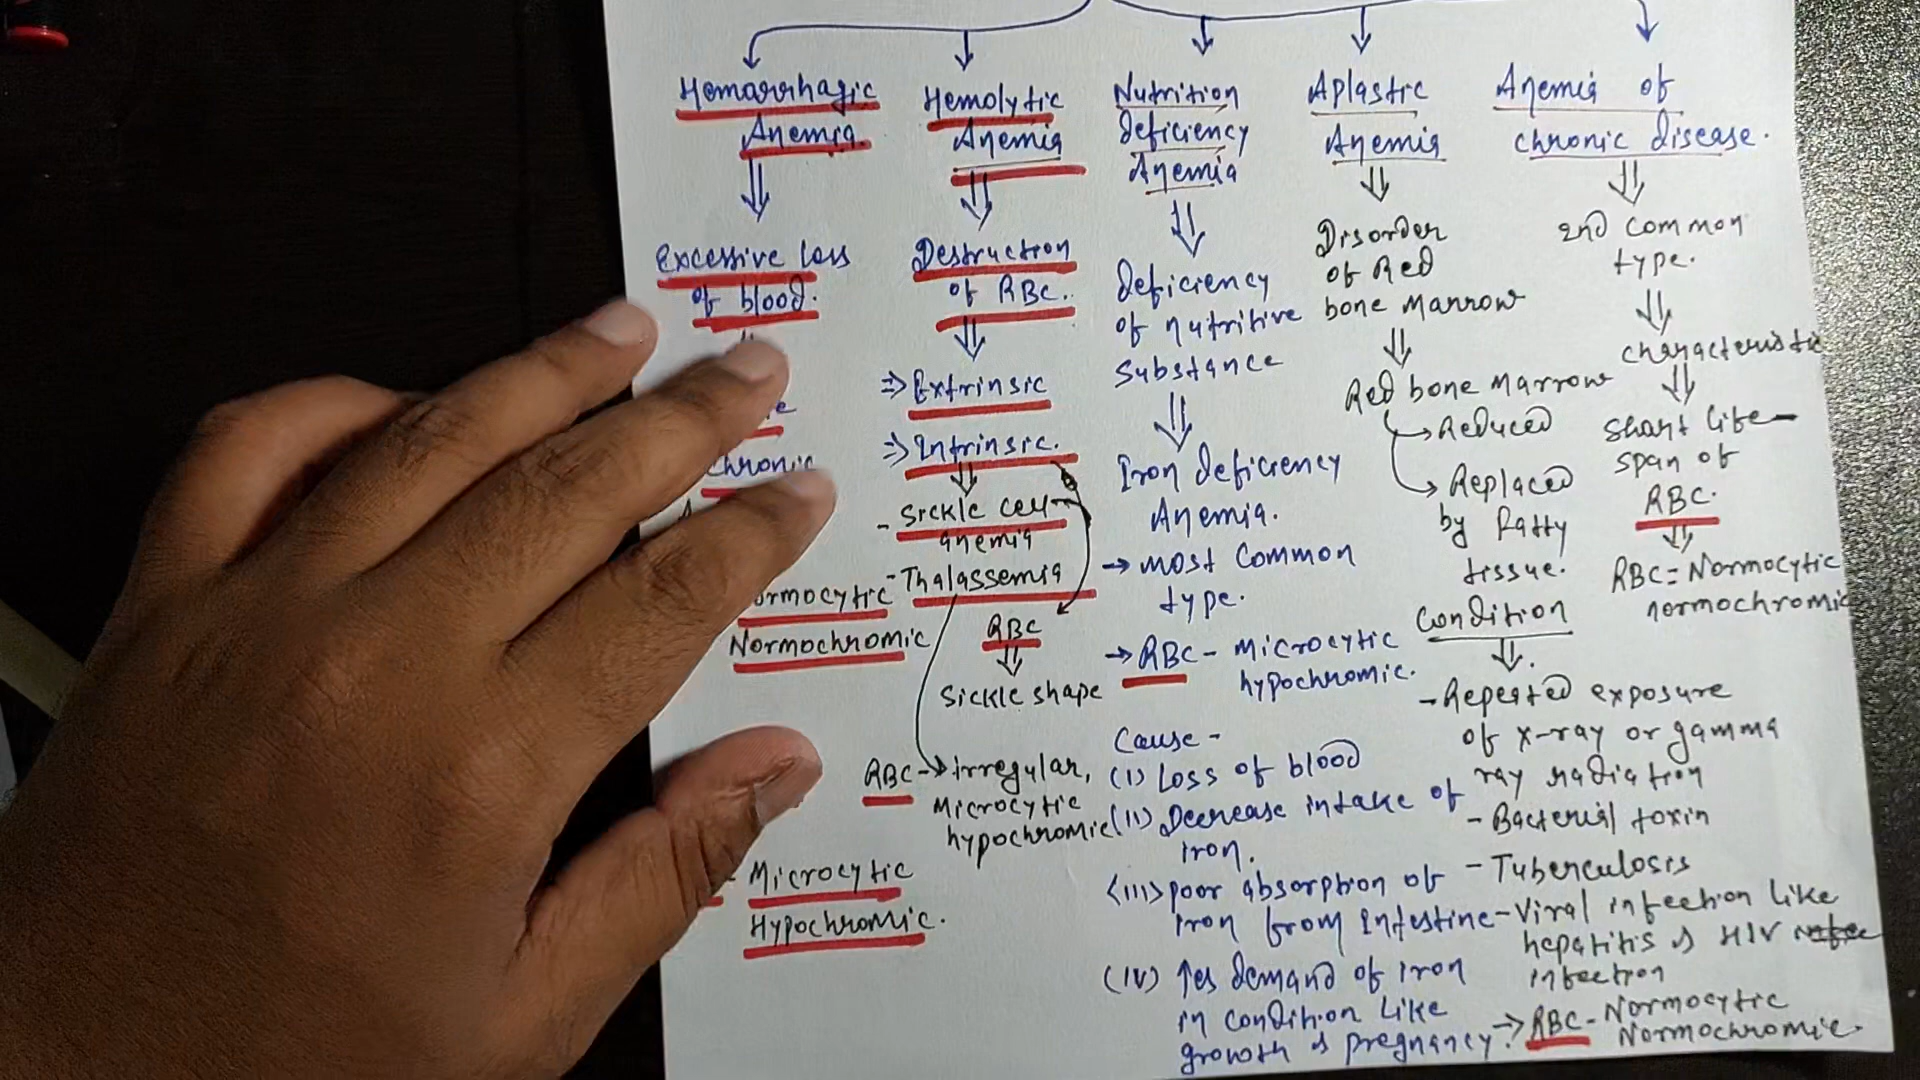 Hemorrhagic
Anemia.
Excessive loss
of blood.
chronic
Normochromic
Microcytic
Hypochromic.
Hemolytic
Anemia
Destruction
of RBC.
⇒ Extrinsic
⇒ Intrinsic.
- Sickle cell
anemia
- Thalassemia
RBC
Sickle shape
RBC → irregular,
Microcytic
hypochromic
Nutrition
deficiency
Anemia
Deficiency
of nutritive
Substance
Iron deficiency
Anemia.
→ most common
type.
→ RBC - Microcytic
hypochromic.
Cause -
(I) Loss of blood
(II) Decrease intake of
iron.
(III) poor absorption of
iron from Intestine
(IV) ↑es demand of iron
in condition like
growth & pregnancy.
Aplastic
Anemia
Disorder
of Red
bone Marrow
Red bone Marrow
→ Reduced
→ Replaced
by Fatty
tissue.
Condition
- Repeated exposure
of x-ray or gamma
ray radiation
- Bacterial toxin
- Tuberculosis
- Viral infection like
hepatitis & HIV
infection
→ RBC - Normocytic
Normochromic.
Anemia of
chronic disease.
2nd common
type.
characteristic
Short life
span of
RBC.
RBC = Normocytic
normochromic